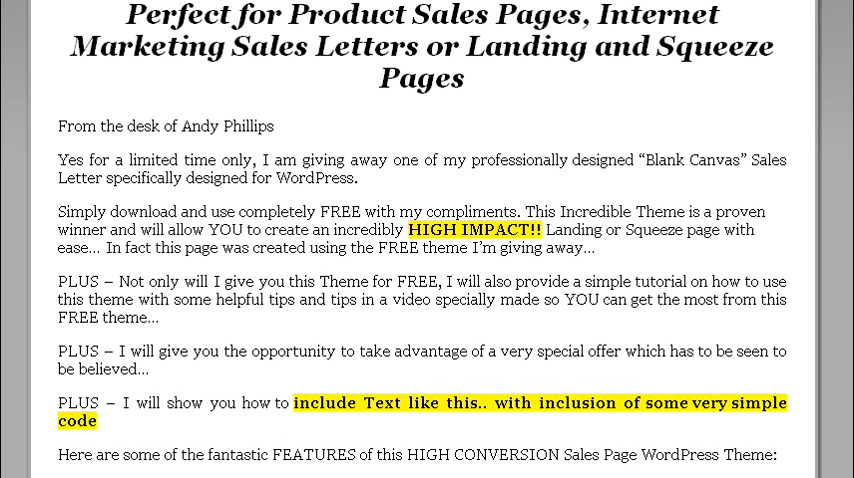 Perfect for Product Sales Pages, Internet
Marketing Sales Letters or Landing and Squeeze
Pages
From the desk of Andy Phillips
Yes for a limited time only, I am giving away one of my professionally designed “Blank Canvas” Sales
Letter specifically designed for WordPress.
Simply download and use completely FREE with my compliments. This Incredible Theme is a proven
winner and will allow YOU to create an incredibly HIGH IMPACT!! Landing or Squeeze page with
ease... In fact this page was created using the FREE theme I’m giving away...
PLUS – Not only will I give you this Theme for FREE, I will also provide a simple tutorial on how to use
this theme with some helpful tips and tips in a video specially made so YOU can get the most from this
FREE theme...
PLUS – I will give you the opportunity to take advantage of a very special offer which has to be seen to
be believed...
PLUS – I will show you how to include Text like this.. with inclusion of some very simple
code
Here are some of the fantastic FEATURES of this HIGH CONVERSION Sales Page WordPress Theme: